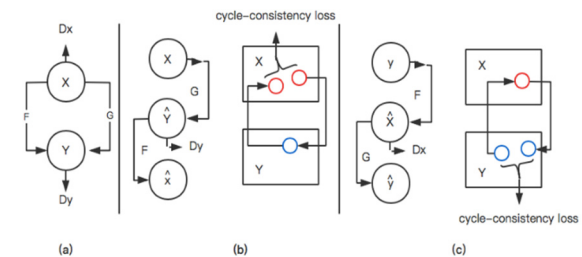 cycle-consistency loss
Dx
X
F
G
Y
Dy
(a)
X
G
Ŷ
F
Dy
x̂
X
Y
(b)
y
F
X̂
G
Dx
ŷ
X
Y
cycle-consistency loss
(c)